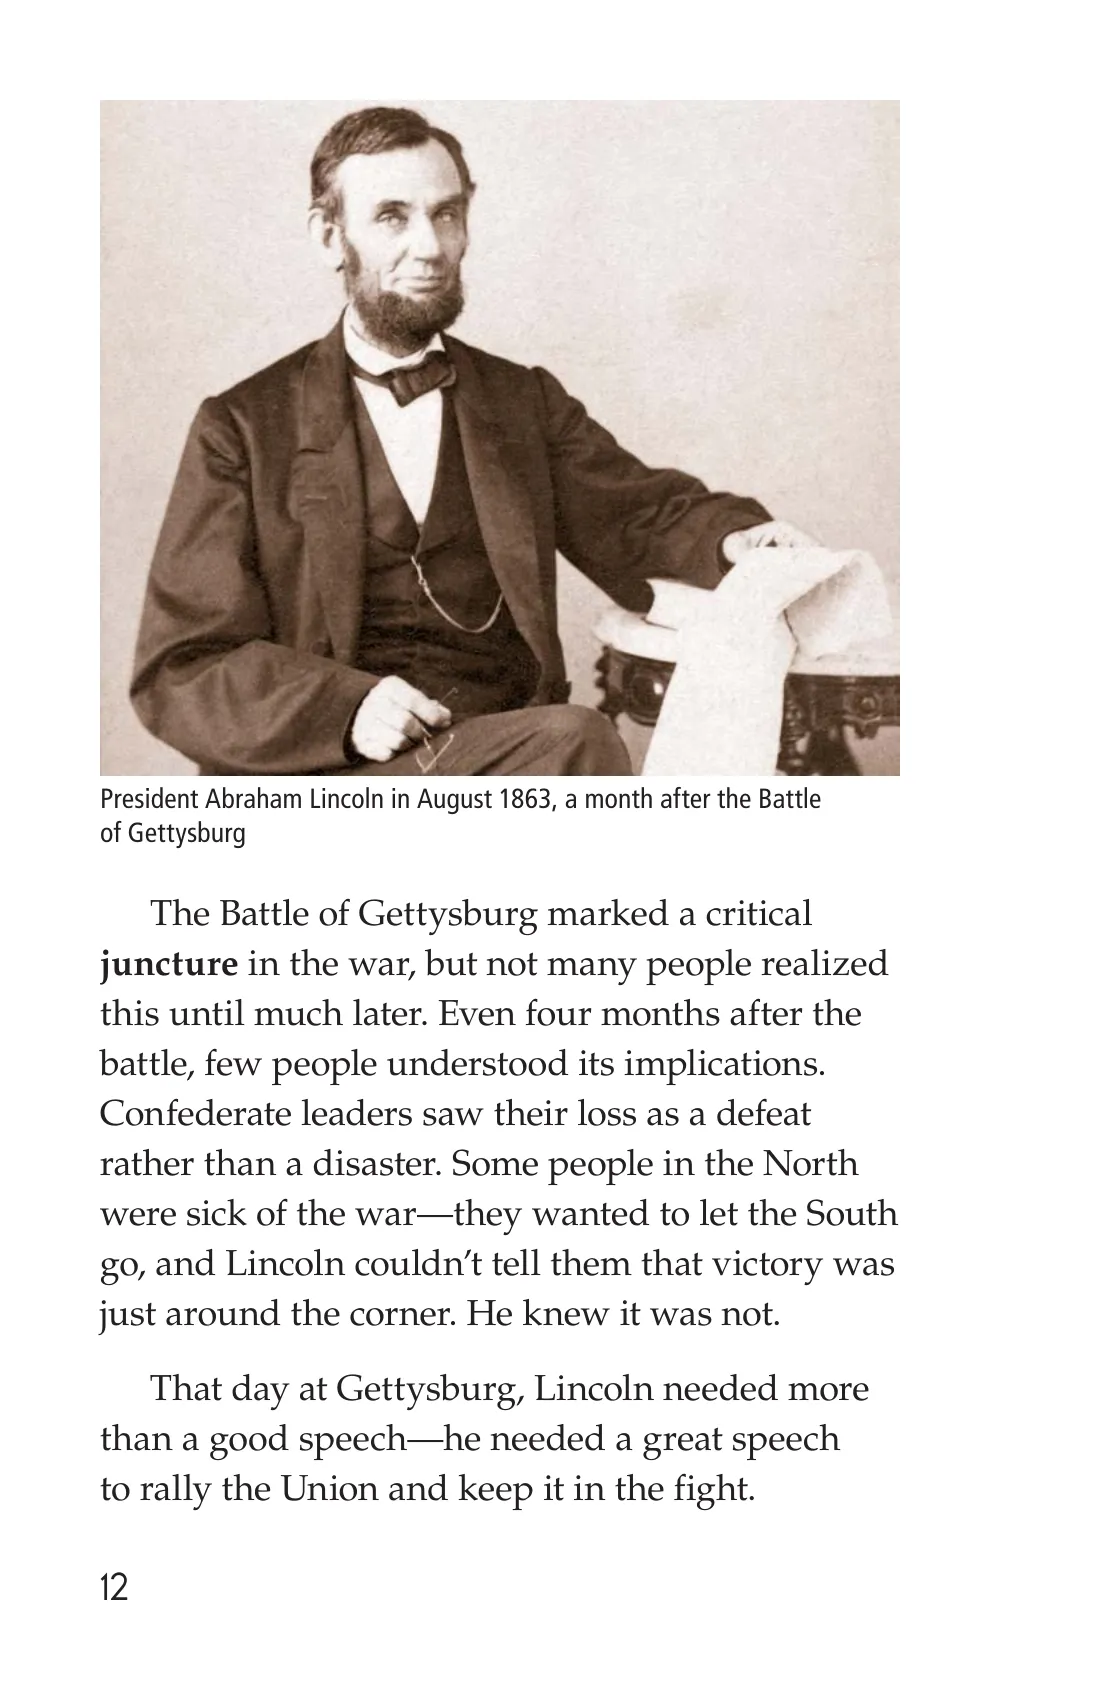 President Abraham Lincoln in August 1863, a month after the Battle
of Gettysburg
The Battle of Gettysburg marked a critical
juncture in the war, but not many people realized
this until much later. Even four months after the
battle, few people understood its implications.
Confederate leaders saw their loss as a defeat
rather than a disaster. Some people in the North
were sick of the war—they wanted to let the South
go, and Lincoln couldn’t tell them that victory was
just around the corner. He knew it was not.
That day at Gettysburg, Lincoln needed more
than a good speech—he needed a great speech
to rally the Union and keep it in the fight.
12